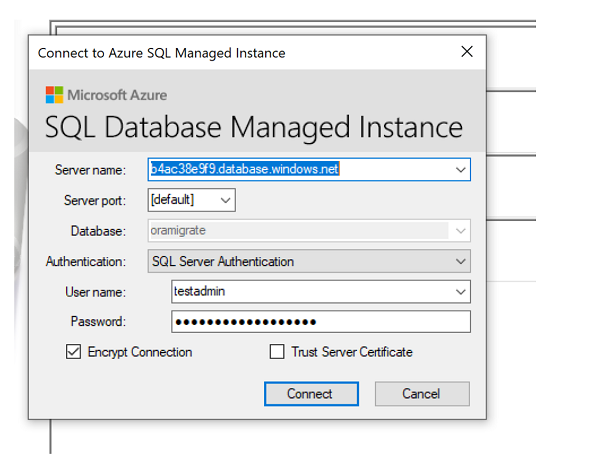 Connect to Azure SQL Managed Instance
Microsoft Azure
SQL Database Managed Instance
Server name: b4ac38e9f9.database.windows.net
Server port: [default]
Database: oramigrate
Authentication: SQL Server Authentication
User name: testadmin
Password: ••••••••••••••••••
Encrypt Connection Trust Server Certificate
Connect Cancel